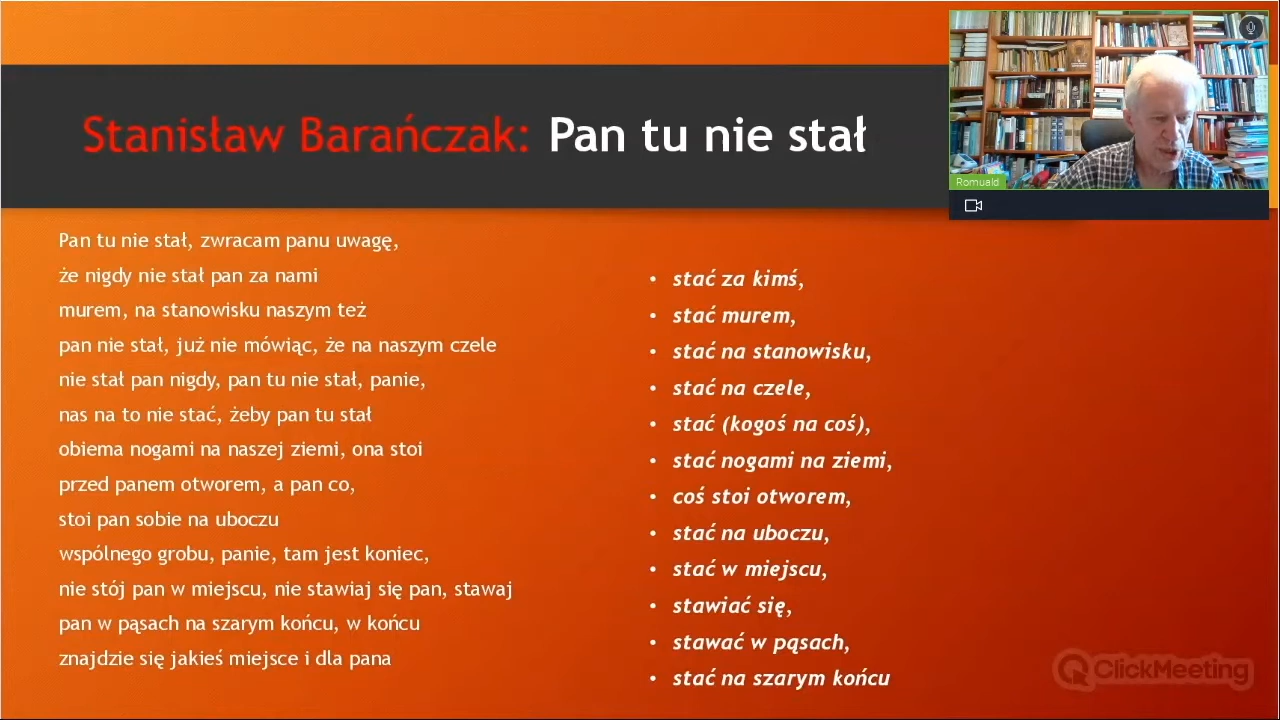 Stanisław Barańczak: Pan tu nie stał
Romuald
Pan tu nie stał, zwracam panu uwagę,
że nigdy nie stał pan za nami
murem, na stanowisku naszym też
pan nie stał, już nie mówiąc, że na naszym czele
nie stał pan nigdy, pan tu nie stał, panie,
nas na to nie stać, żeby pan tu stał
obiema nogami na naszej ziemi, ona stoi
przed panem otworem, a pan co,
stoi pan sobie na uboczu
wspólnego grobu, panie, tam jest koniec,
nie stój pan w miejscu, nie stawiaj się pan, stawaj
pan w pąsach na szarym końcu, w końcu
znajdzie się jakieś miejsce i dla pana
• stać za kimś,
• stać murem,
• stać na stanowisku,
• stać na czele,
• stać (kogoś na coś),
• stać nogami na ziemi,
• coś stoi otworem,
• stać na uboczu,
• stać w miejscu,
• stawiać się,
• stawać w pąsach,
• stać na szarym końcu
ClickMeeting